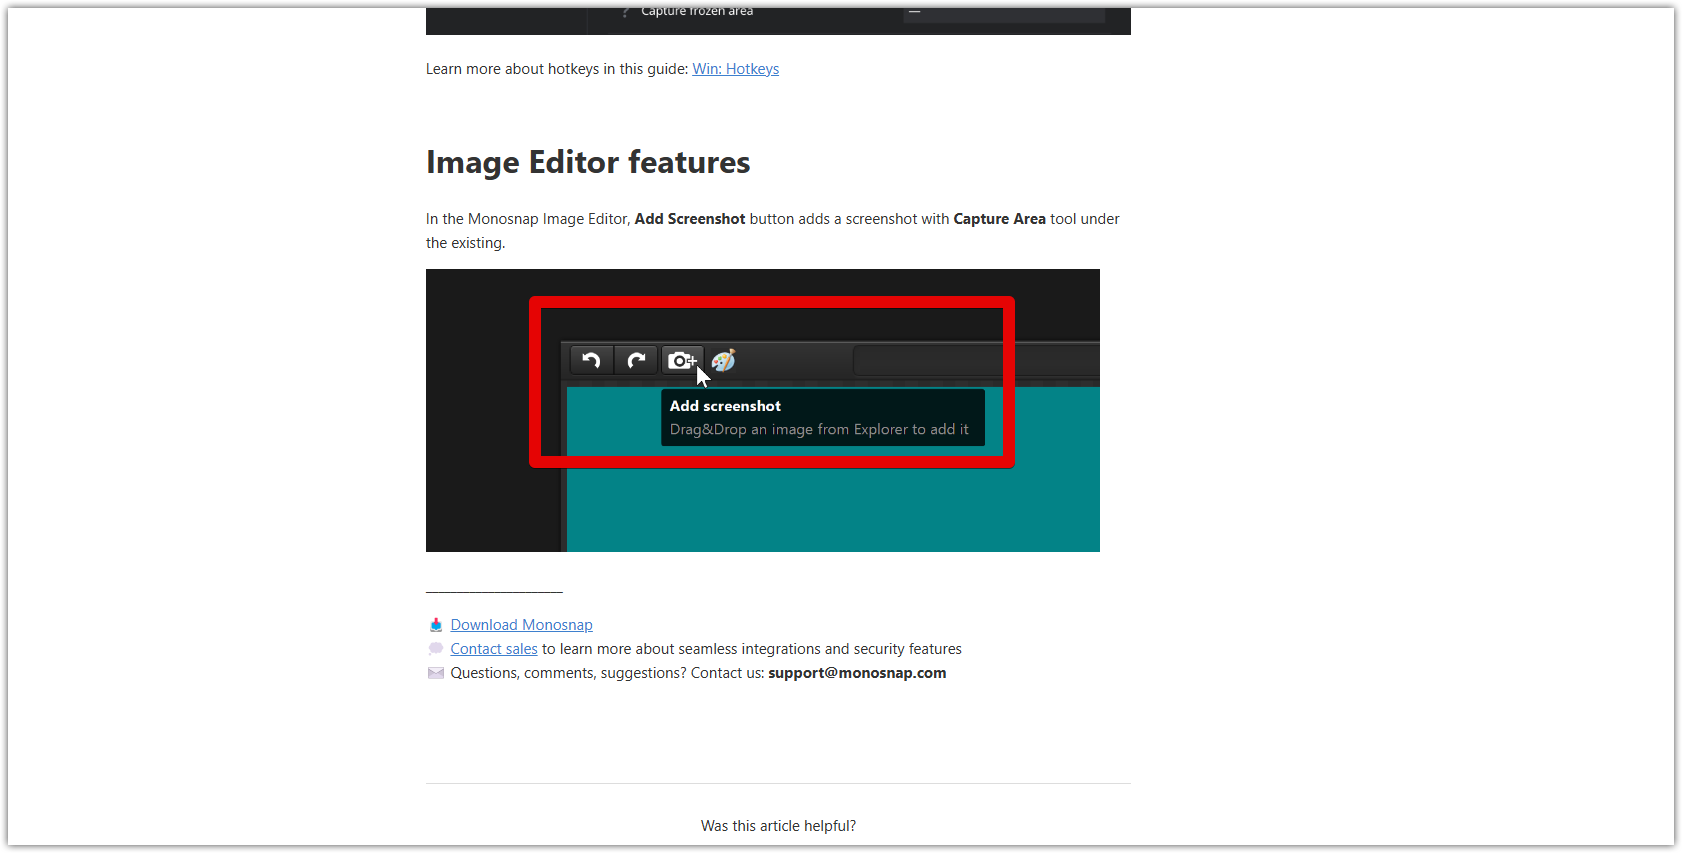 Capture frozen area
Learn more about hotkeys in this guide: Win: Hotkeys
Image Editor features
In the Monosnap Image Editor, Add Screenshot button adds a screenshot with Capture Area tool under
the existing.
Add screenshot
Drag&Drop an image from Explorer to add it
Download Monosnap
Contact sales to learn more about seamless integrations and security features
Questions, comments, suggestions? Contact us: support@monosnap.com
Was this article helpful?